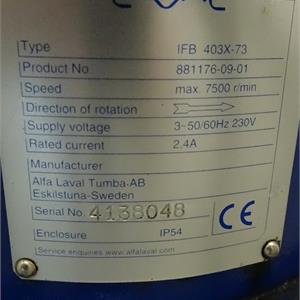 Type IFB 403X-73
Product No 881176-09-01
Speed max. 7500 r/min
Direction of rotation
Supply voltage 3~50/60Hz 230V
Rated current 2,4A
Manufacturer
Alfa Laval Tumba-AB
Eskilstuna-Sweden
Serial No. 4138048
CE
Enclosure IP54
Service enquires www.alfalaval.com